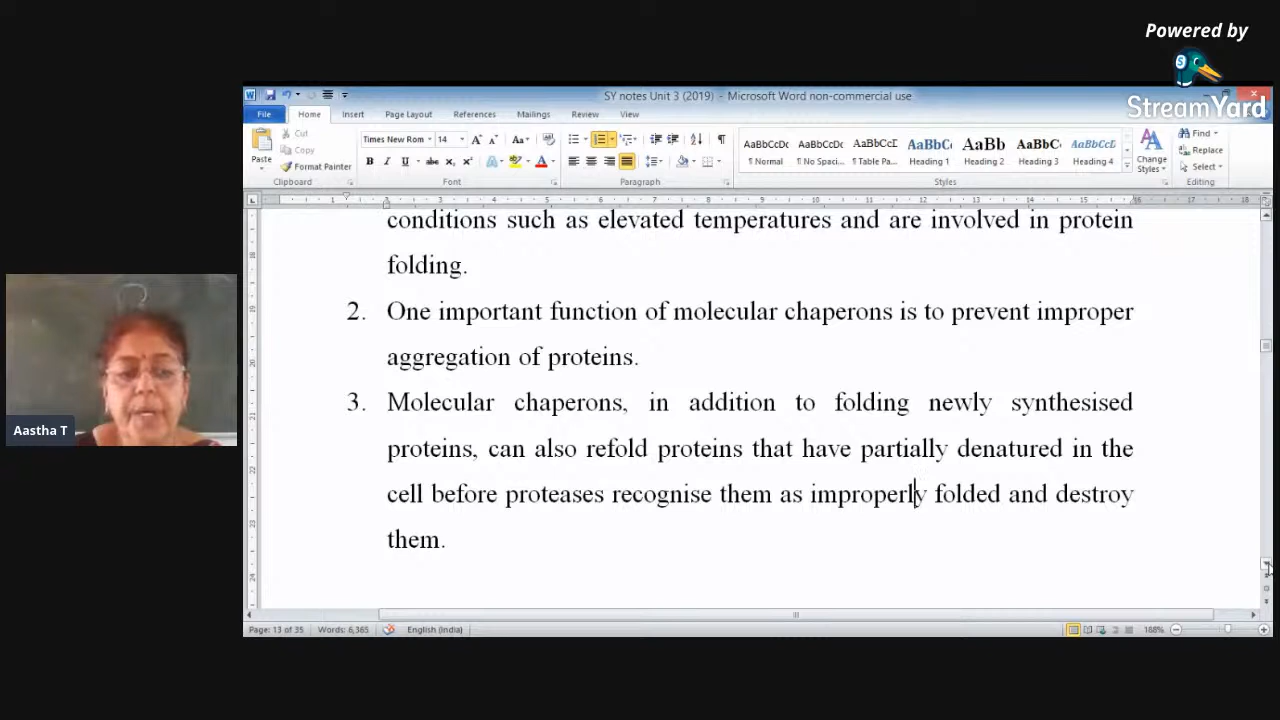 Powered by
StreamYard
SY notes Unit 3 (2019) - Microsoft Word non-commercial use
File Home Insert Page Layout References Mailings Review View
Cut
Copy
Paste
Format Painter
Clipboard
Times New Rom 14
Font
Paragraph
AaBbCcDc AaBbCcDc AaBbCcD AaBbC AaBb AaBbC AaBbCcD
¶ Normal ¶ No Spaci... ¶ Table Pa... Heading 1 Heading 2 Heading 3 Heading 4
Change Styles
Styles
Find
Replace
Select
Editing
conditions such as elevated temperatures and are involved in protein
folding.
2. One important function of molecular chaperons is to prevent improper
aggregation of proteins.
3. Molecular chaperons, in addition to folding newly synthesised
proteins, can also refold proteins that have partially denatured in the
cell before proteases recognise them as improperly folded and destroy
them.
Aastha T
Page: 13 of 35 Words: 6,365 English (India) 168%